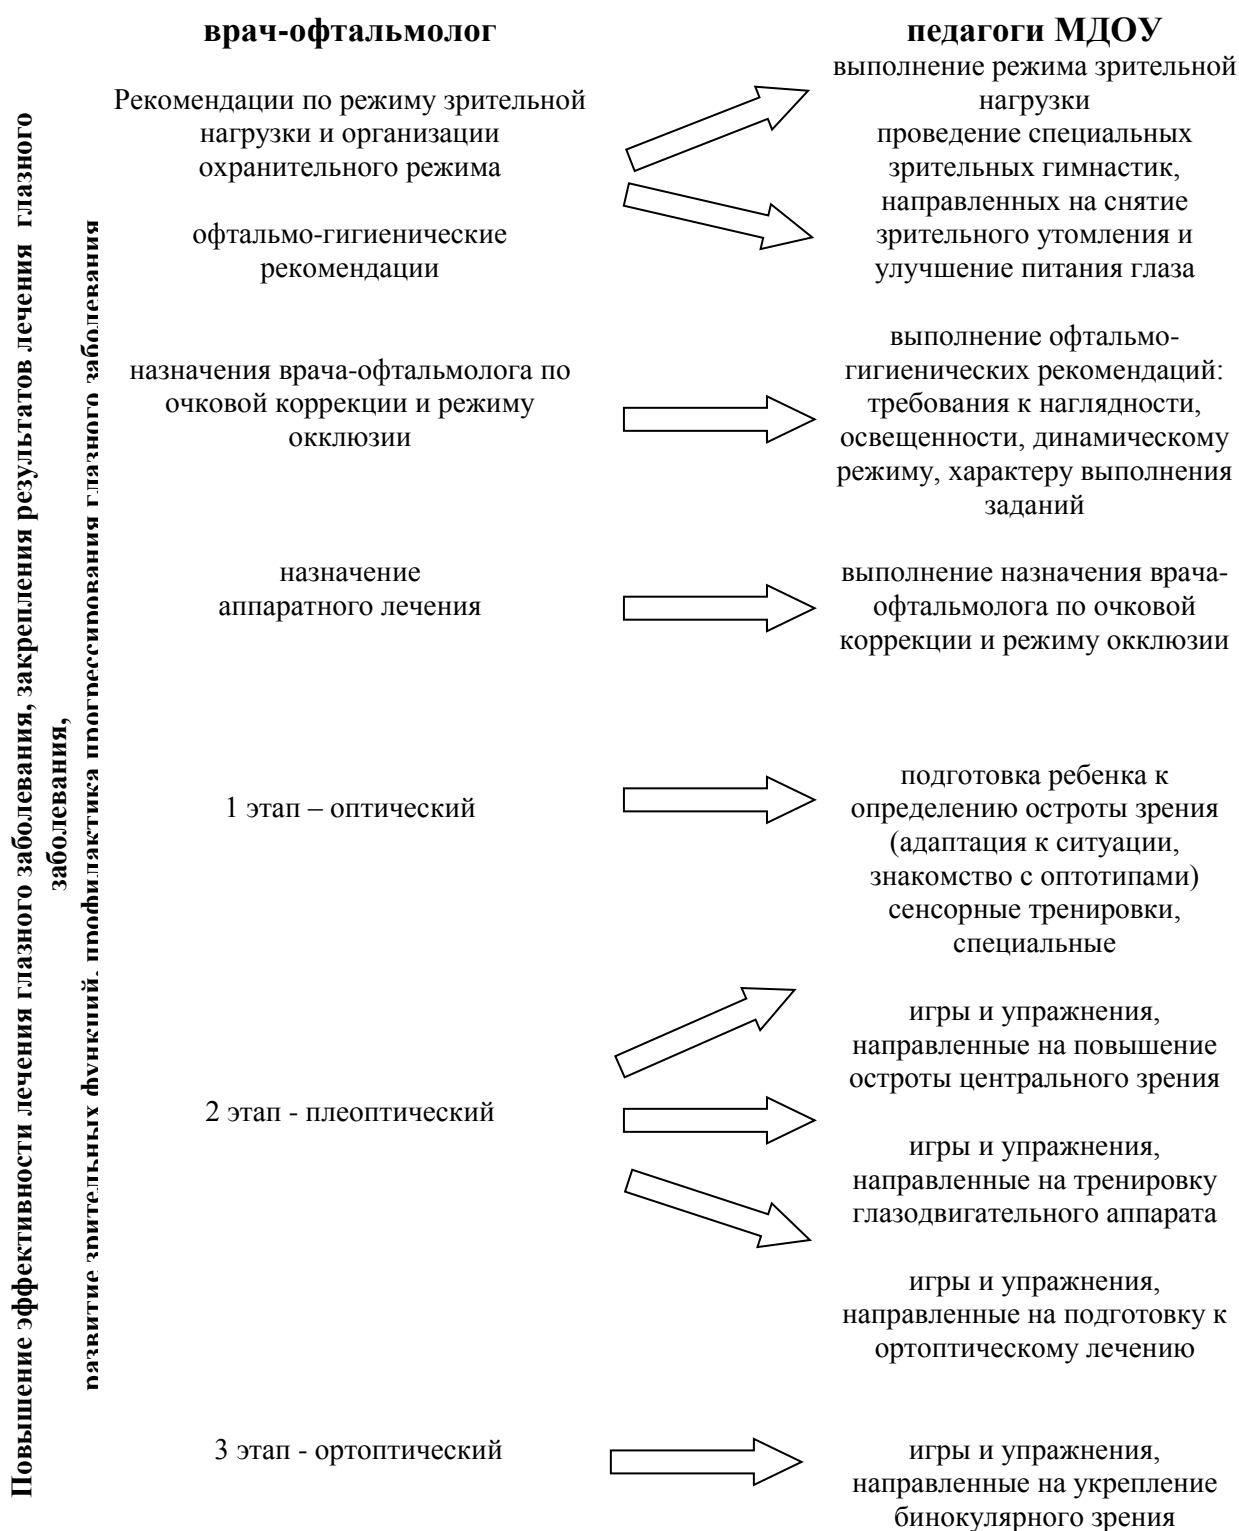 врач-офтальмолог
Рекомендации по режиму зрительной
нагрузки и организации
охранительного режима
офтальмо-гигиенические
рекомендации
назначения врача-офтальмолога по
очковой коррекции и режиму
окклюзии
назначение
аппаратного лечения
1 этап – оптический
2 этап - плеоптический
3 этап - ортоптический
педагоги МДОУ
выполнение режима зрительной
нагрузки
проведение специальных
зрительных гимнастик,
направленных на снятие
зрительного утомления и
улучшение питания глаза
выполнение офтальмо-
гигиенических рекомендаций:
требования к наглядности,
освещенности, динамическому
режиму, характеру выполнения
заданий
выполнение назначения врача-
офтальмолога по очковой
коррекции и режиму окклюзии
подготовка ребенка к
определению остроты зрения
(адаптация к ситуации,
знакомство с оптотипами)
сенсорные тренировки,
специальные
игры и упражнения,
направленные на повышение
остроты центрального зрения
игры и упражнения,
направленные на тренировку
глазодвигательного аппарата
игры и упражнения,
направленные на подготовку к
ортоптическому лечению
игры и упражнения,
направленные на укрепление
бинокулярного зрения
Повышение эффективности лечения глазного заболевания, закрепления результатов лечения глазного
заболевания,
развитие зрительных функций, профилактика прогрессирования глазного заболевания